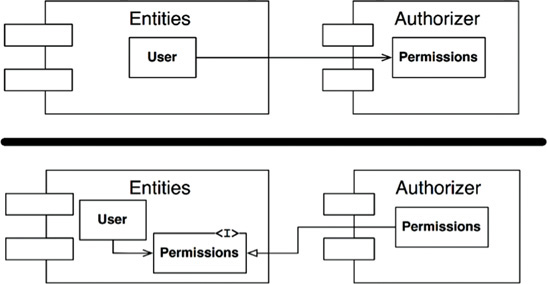 Entities
Authorizer
User
Permissions
Entities
Authorizer
User
<I>
Permissions
Permissions